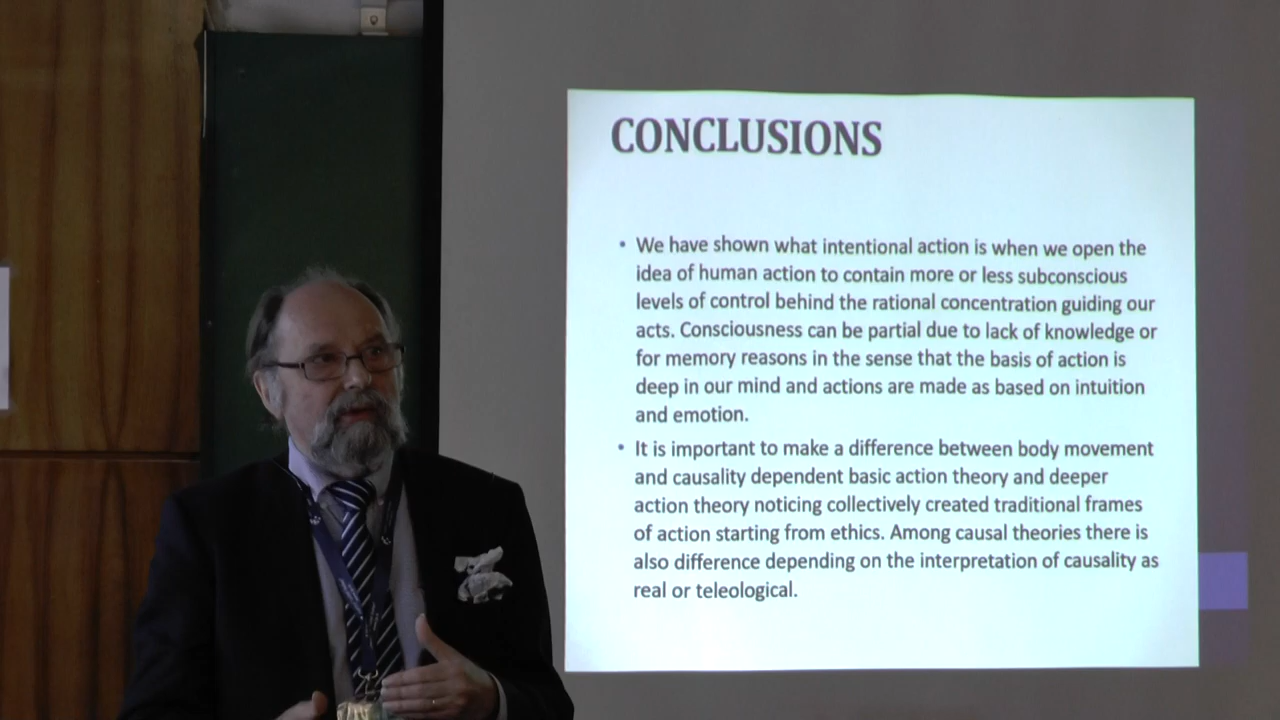 CONCLUSIONS
• We have shown what intentional action is when we open the
idea of human action to contain more or less subconscious
levels of control behind the rational concentration guiding our
acts. Consciousness can be partial due to lack of knowledge or
for memory reasons in the sense that the basis of action is
deep in our mind and actions are made as based on intuition
and emotion.
• It is important to make a difference between body movement
and causality dependent basic action theory and deeper
action theory noticing collectively created traditional frames
of action starting from ethics. Among causal theories there is
also difference depending on the interpretation of causality as
real or teleological.